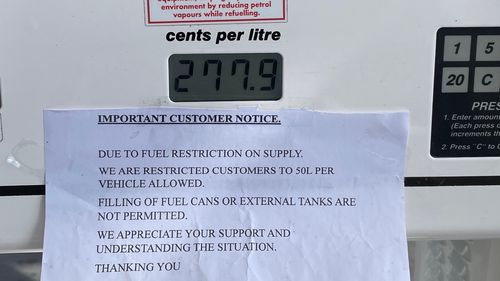 environment by reducing petrol
vapours while refuelling.
cents per litre
277.9
1 5
20 C
PRES
1. Enter amoun
(Each press o
increments th
2. Press "C" to C
IMPORTANT CUSTOMER NOTICE.
DUE TO FUEL RESTRICTION ON SUPPLY.
WE ARE RESTRICTED CUSTOMERS TO 50L PER
VEHICLE ALLOWED.
FILLING OF FUEL CANS OR EXTERNAL TANKS ARE
NOT PERMITTED.
WE APPRECIATE YOUR SUPPORT AND
UNDERSTANDING THE SITUATION.
THANKING YOU